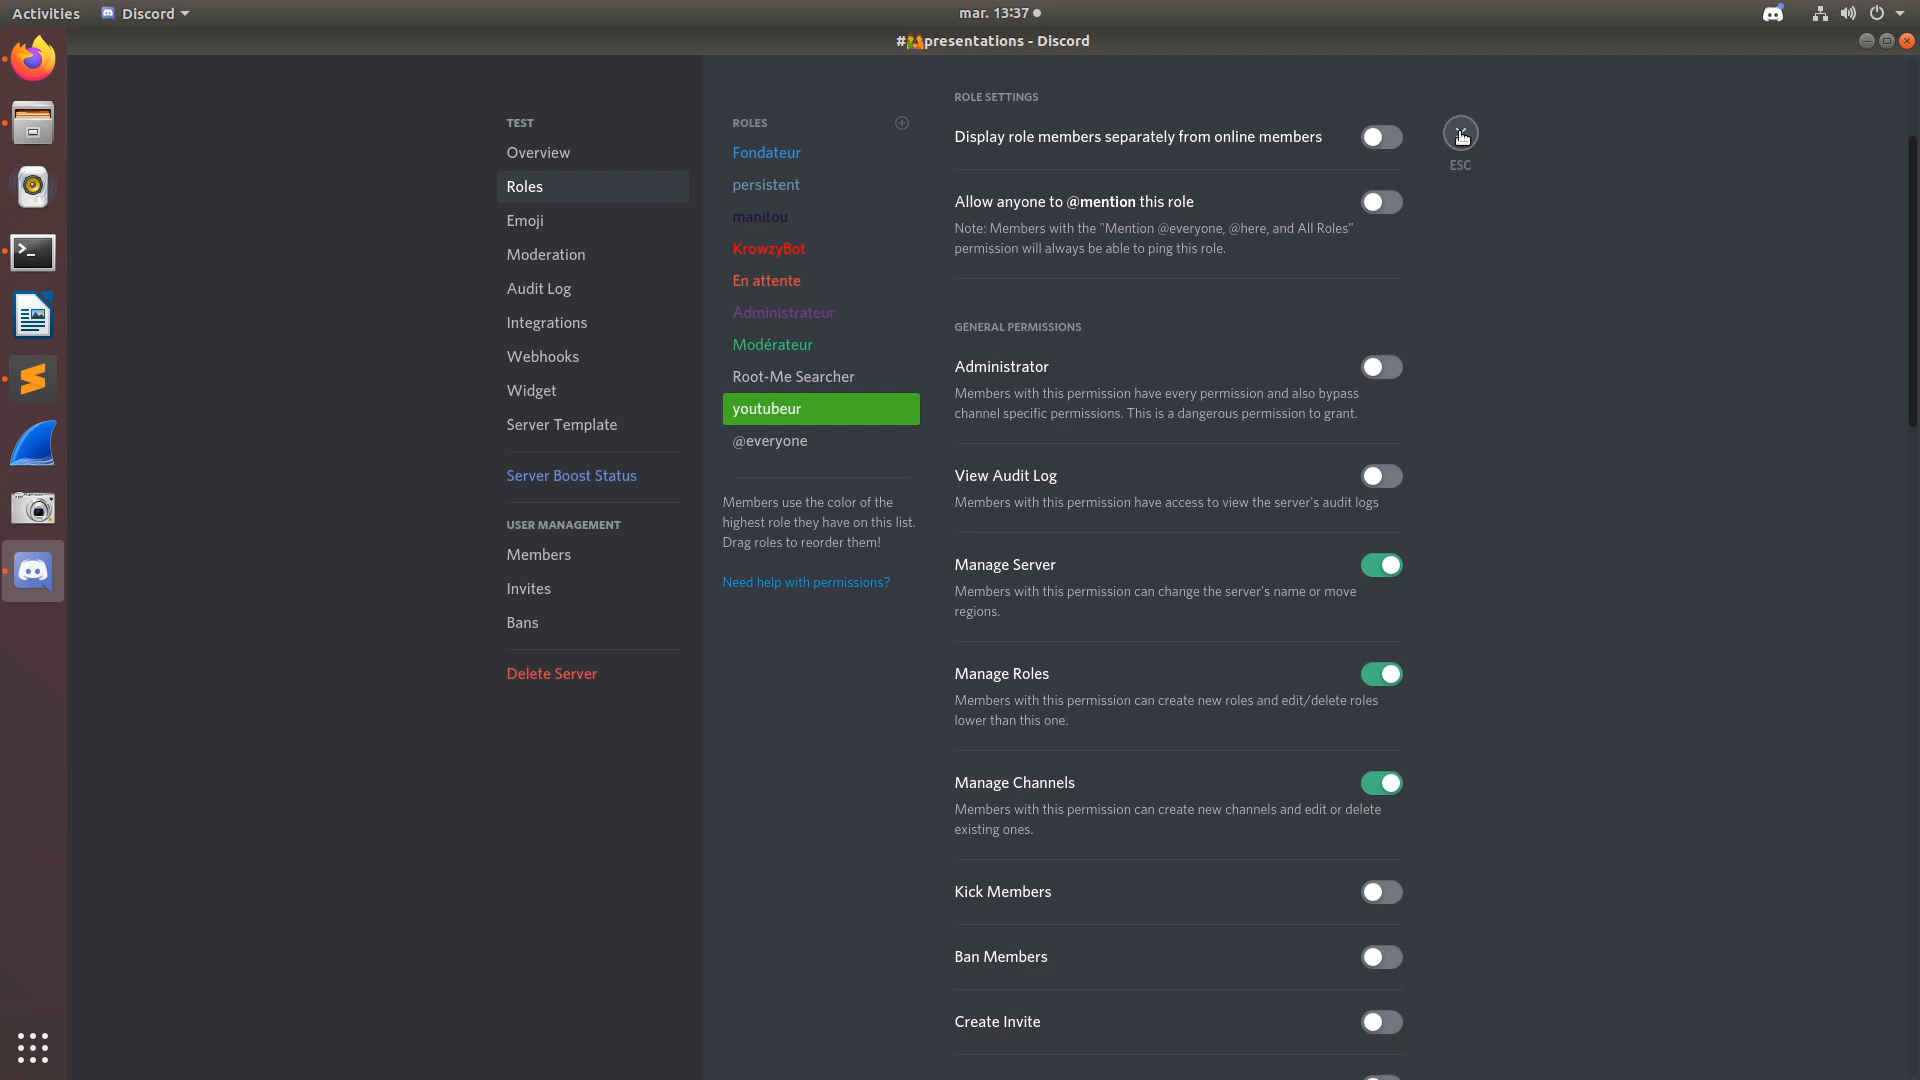 Activities
Discord
mar. 13:37
#presentations - Discord
TEST
Overview
Roles
Emoji
Moderation
Audit Log
Integrations
Webhooks
Widget
Server Template
Server Boost Status
USER MANAGEMENT
Members
Invites
Bans
Delete Server
ROLES
Fondateur
persistent
manitou
KrowzyBot
En attente
Administrateur
Modérateur
Root-Me Searcher
youtubeur
@everyone
Members use the color of the
highest role they have on this list.
Drag roles to reorder them!
Need help with permissions?
ROLE SETTINGS
Display role members separately from online members
Allow anyone to @mention this role
Note: Members with the "Mention @everyone, @here, and All Roles"
permission will always be able to ping this role.
GENERAL PERMISSIONS
Administrator
Members with this permission have every permission and also bypass
channel specific permissions. This is a dangerous permission to grant.
View Audit Log
Members with this permission have access to view the server's audit logs
Manage Server
Members with this permission can change the server's name or move
regions.
Manage Roles
Members with this permission can create new roles and edit/delete roles
lower than this one.
Manage Channels
Members with this permission can create new channels and edit or delete
existing ones.
Kick Members
Ban Members
Create Invite
ESC